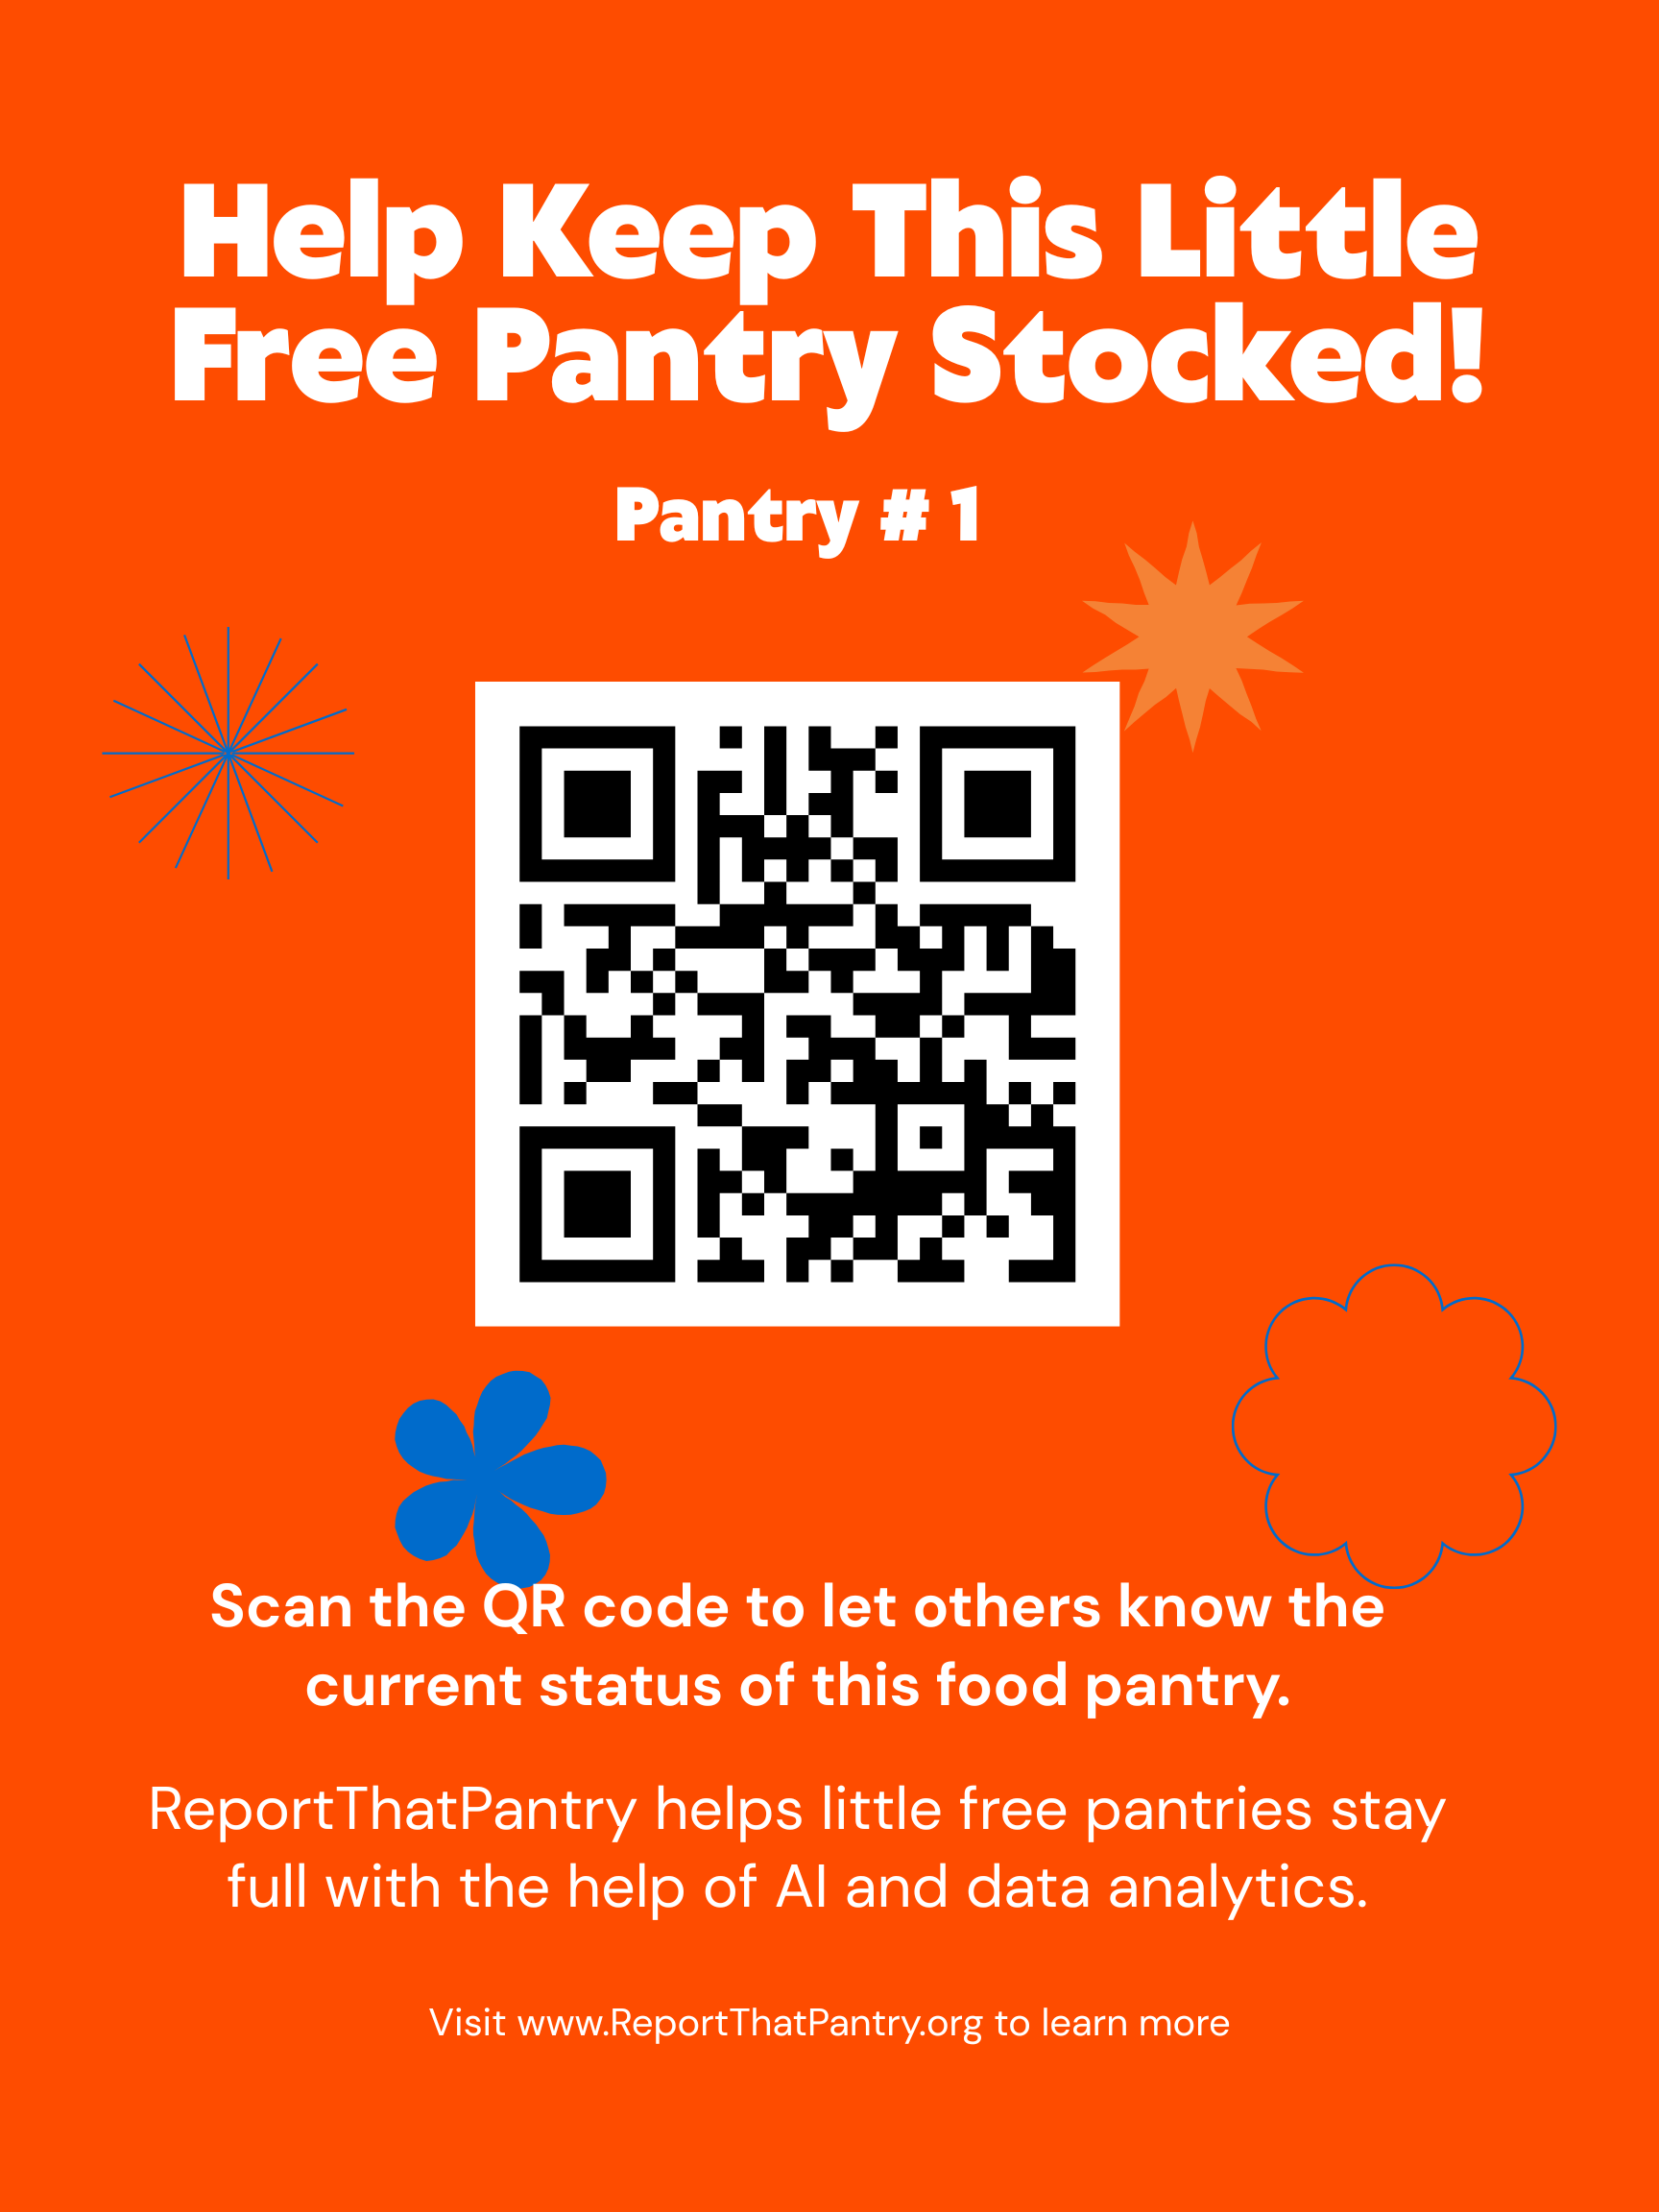 Help Keep This Little
Free Pantry Stocked!
Pantry # 1
Scan the QR code to let others know the
current status of this food pantry.
ReportThatPantry helps little free pantries stay
full with the help of AI and data analytics.
Visit www.ReportThatPantry.org to learn more